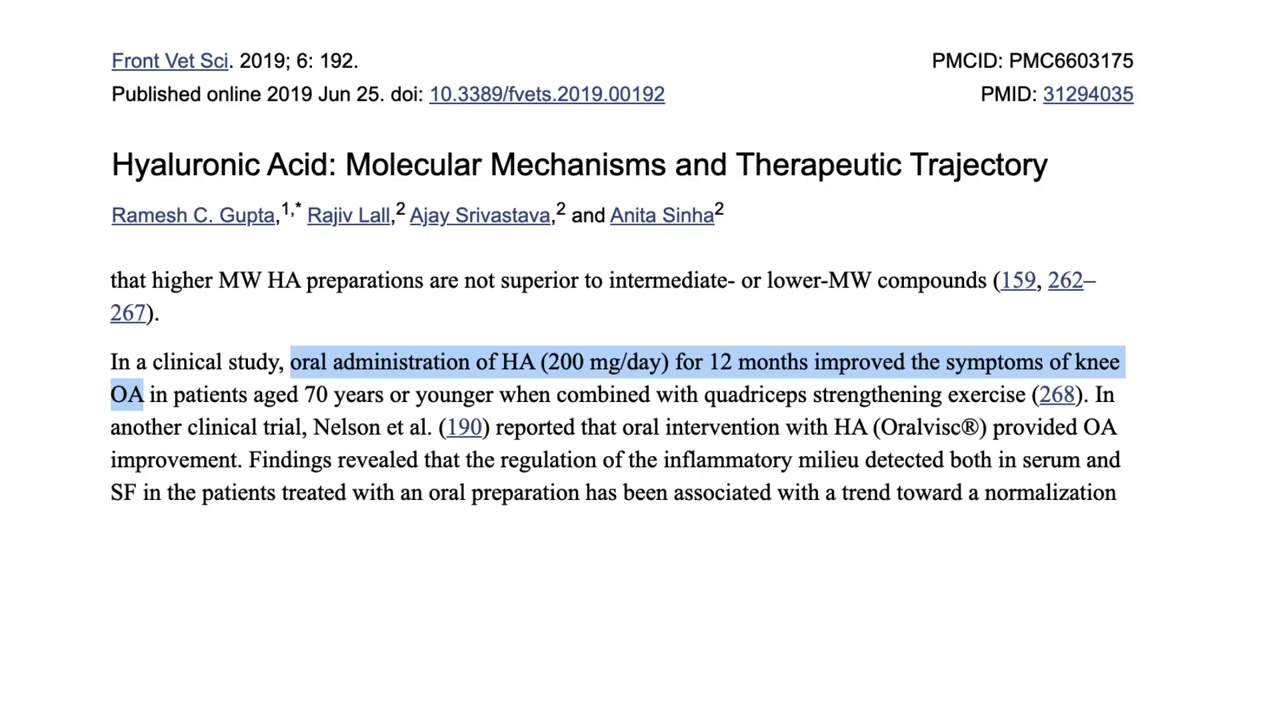 Front Vet Sci. 2019; 6: 192. PMCID: PMC6603175
Published online 2019 Jun 25. doi: 10.3389/fvets.2019.00192 PMID: 31294035
Hyaluronic Acid: Molecular Mechanisms and Therapeutic Trajectory
Ramesh C. Gupta,1,* Rajiv Lall,2 Ajay Srivastava,2 and Anita Sinha2
that higher MW HA preparations are not superior to intermediate- or lower-MW compounds (159, 262–
267).
In a clinical study, oral administration of HA (200 mg/day) for 12 months improved the symptoms of knee
OA in patients aged 70 years or younger when combined with quadriceps strengthening exercise (268). In
another clinical trial, Nelson et al. (190) reported that oral intervention with HA (Oralvisc®) provided OA
improvement. Findings revealed that the regulation of the inflammatory milieu detected both in serum and
SF in the patients treated with an oral preparation has been associated with a trend toward a normalization